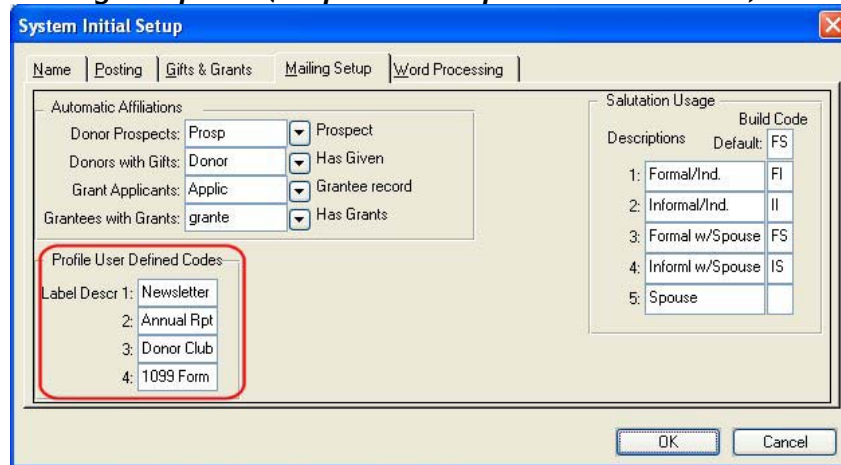 System Initial Setup
Name Posting Gifts & Grants Mailing Setup Word Processing
Automatic Affiliations
Donor Prospects: Prosp Prospect
Donors with Gifts: Donor Has Given
Grant Applicants: Applic Grantee record
Grantees with Grants: grante Has Grants
Profile User Defined Codes
Label Descr 1: Newsletter
2: Annual Rpt
3: Donor Club
4: 1099 Form
Salutation Usage
Build Code
Descriptions Default: FS
1: Formal/Ind. FI
2: Informal/Ind. II
3: Formal w/Spouse FS
4: Informl w/Spouse IS
5: Spouse
OK Cancel